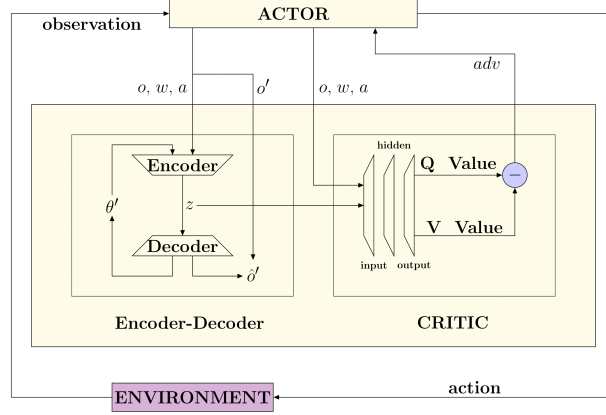 ACTOR
observation
adv
o, w, a
o′
o, w, a
hidden
Encoder
Q Value
−
θ′
z
V Value
Decoder
ô′
input
output
Encoder-Decoder
CRITIC
ENVIRONMENT
action